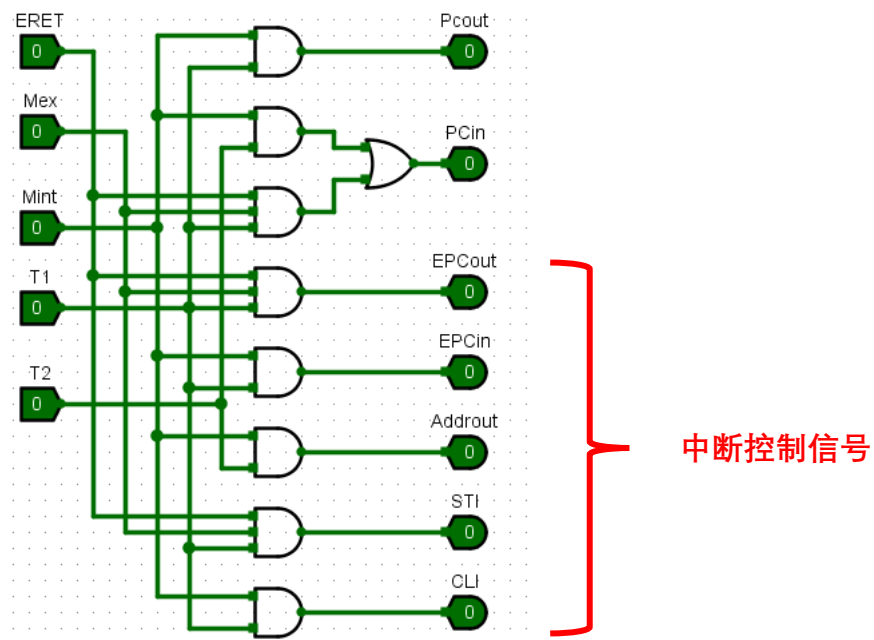 ERET
0
Mex
0
Mint
0
T1
0
T2
0
Pcout
0
PCin
0
EPCout
0
EPCin
0
Addrout
0
STI
0
CLI
0
中断控制信号